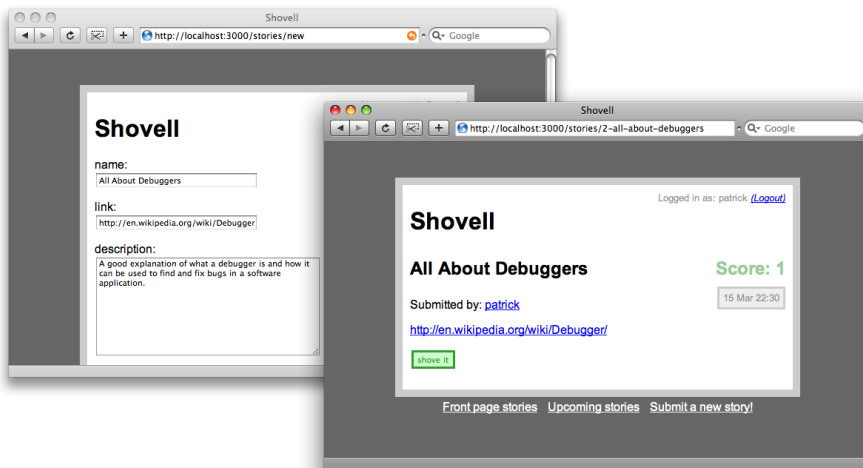 Shovell
http://localhost:3000/stories/new
Google
Shovell
name:
All About Debuggers
link:
http://en.wikipedia.org/wiki/Debugger
description:
A good explanation of what a debugger is and how it
can be used to find and fix bugs in a software
application.
Shovell
http://localhost:3000/stories/2-all-about-debuggers
Google
Logged in as: patrick (Logout)
Shovell
All About Debuggers
Score: 1
15 Mar 22:30
Submitted by: patrick
http://en.wikipedia.org/wiki/Debugger/
shove it
Front page stories Upcoming stories Submit a new story!